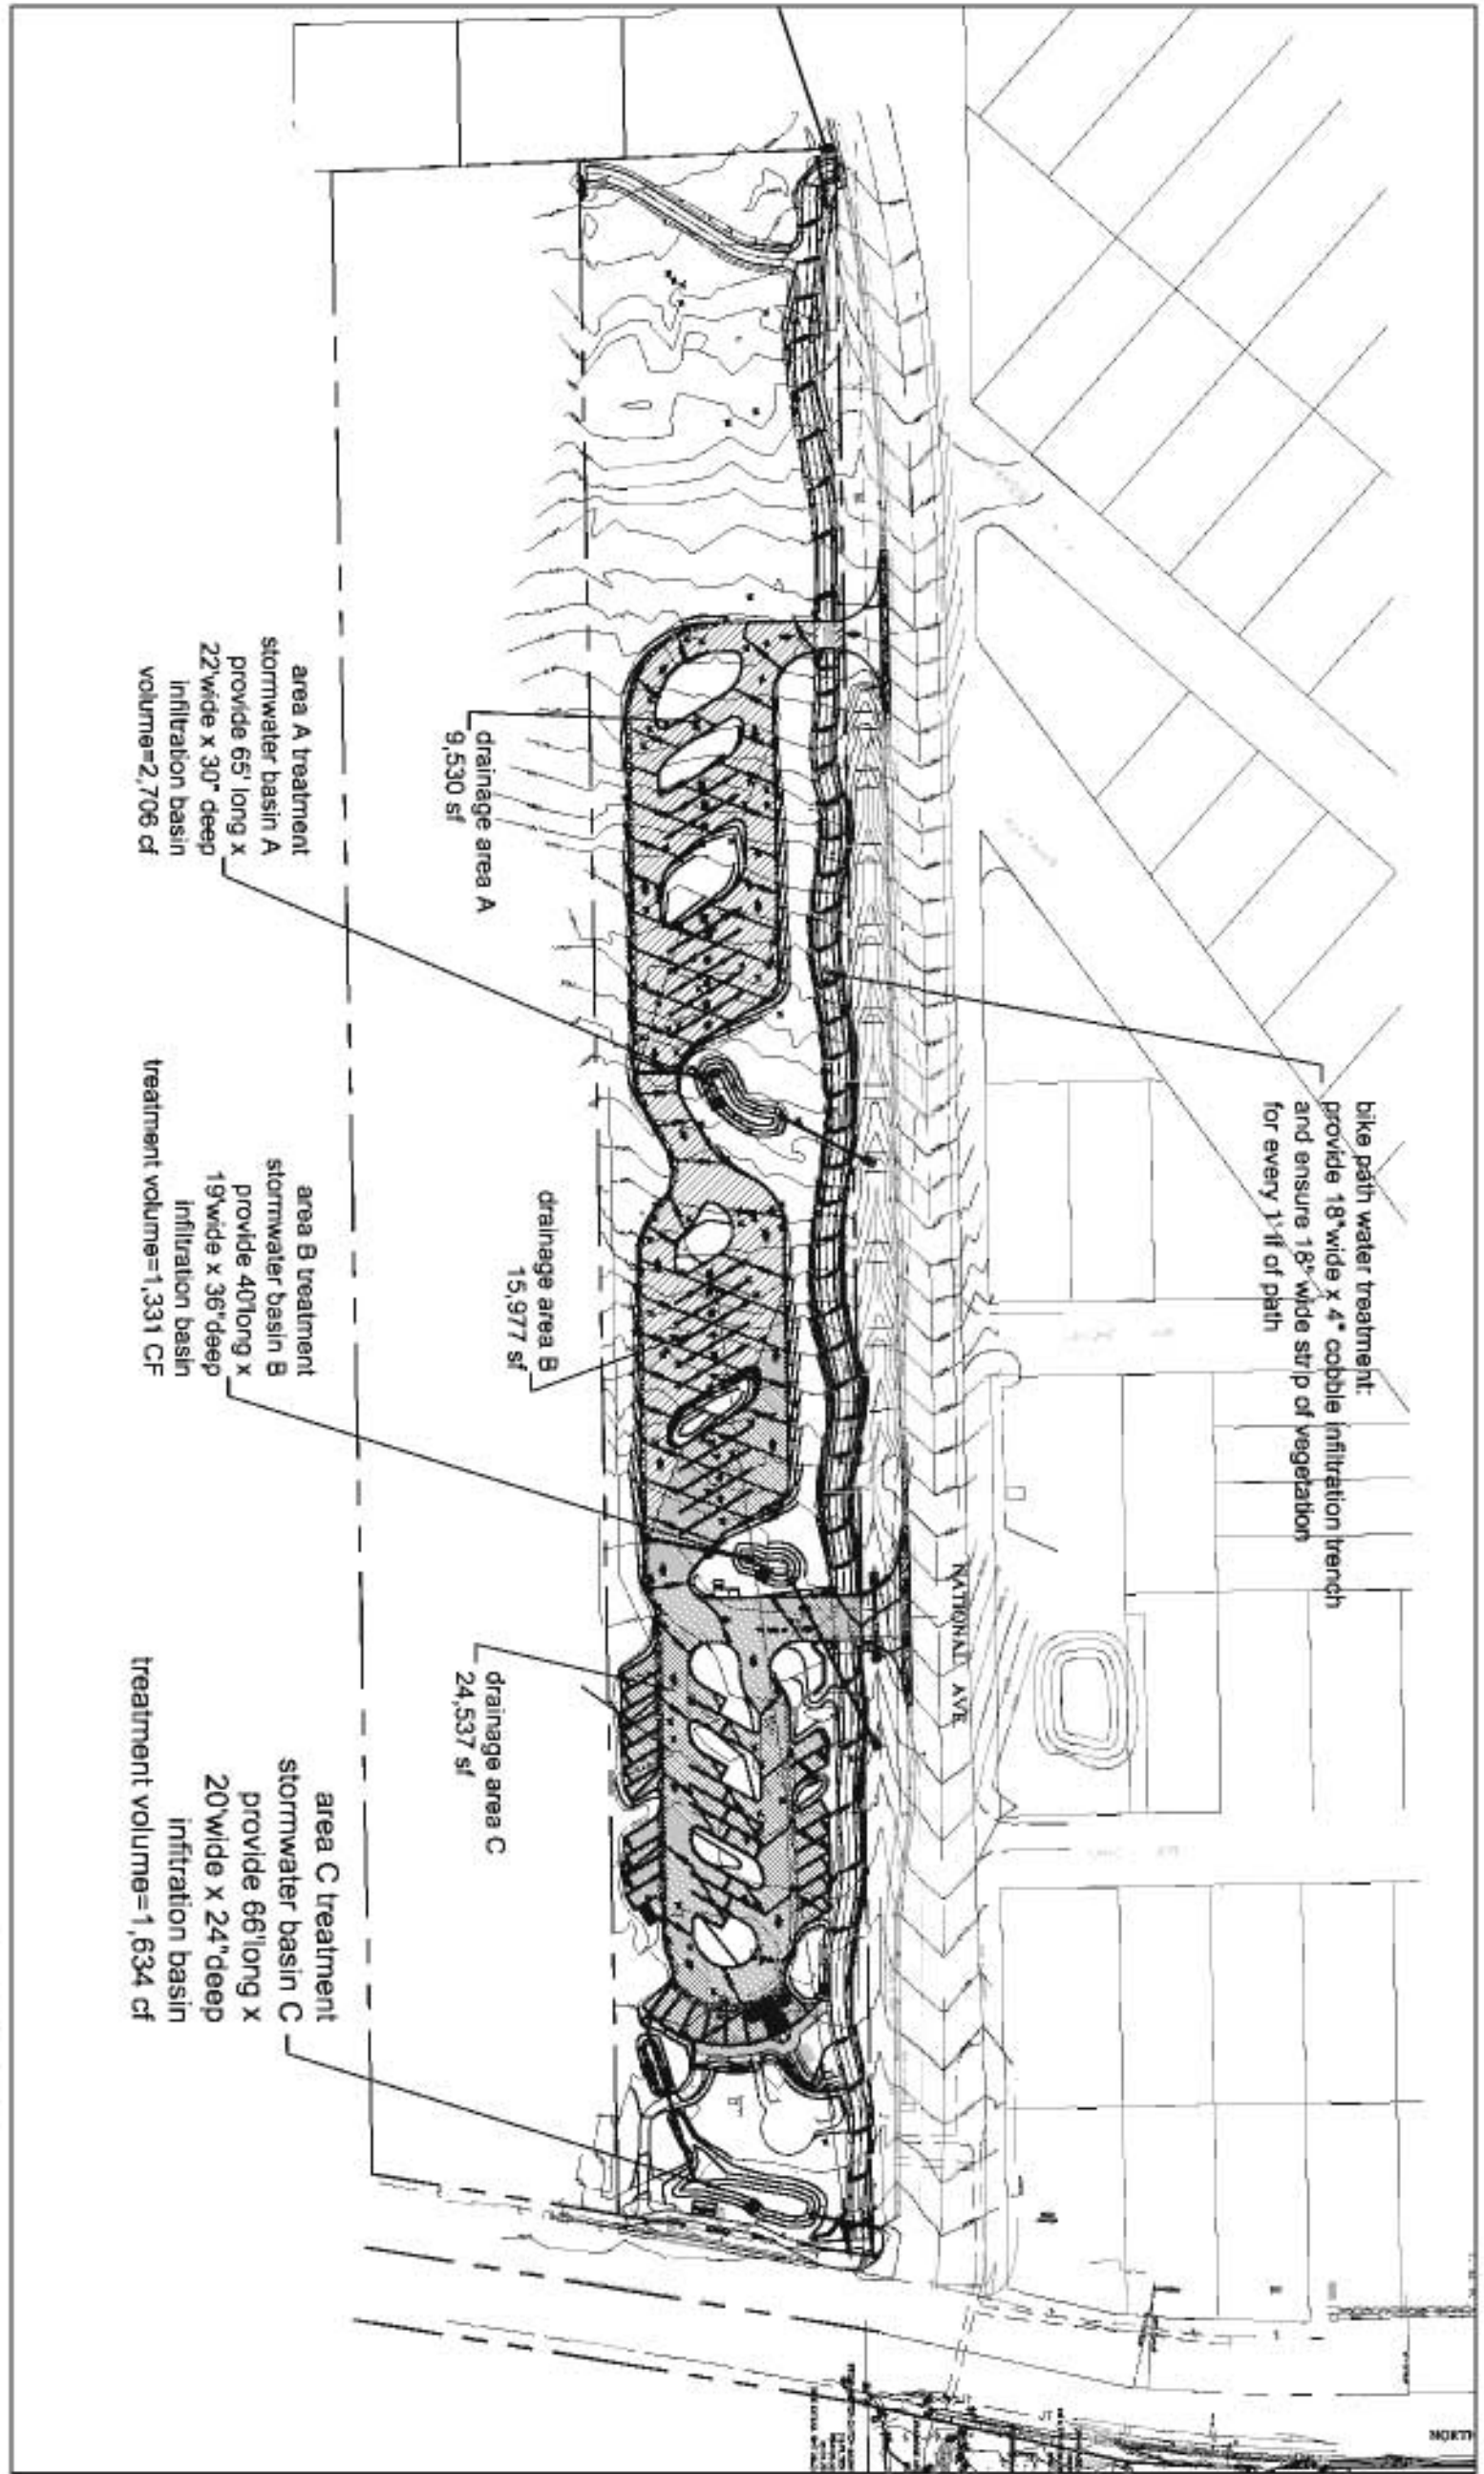 bike path water treatment:
provide 18"wide x 4" cobble infiltration trench
and ensure 18" wide strip of vegetation
for every 1' lf of path
NATIONAL AVE
drainage area A
9,530 sf
drainage area B
15,977 sf
drainage area C
24,537 sf
area A treatment
stormwater basin A
provide 65' long x
22'wide x 30" deep
infiltration basin
volume=2,706 cf
area B treatment
stormwater basin B
provide 40'long x
19'wide x 36"deep
infiltration basin
treatment volume=1,331 CF
area C treatment
stormwater basin C
provide 66'long x
20'wide x 24"deep
infiltration basin
treatment volume=1,634 cf
NORTH